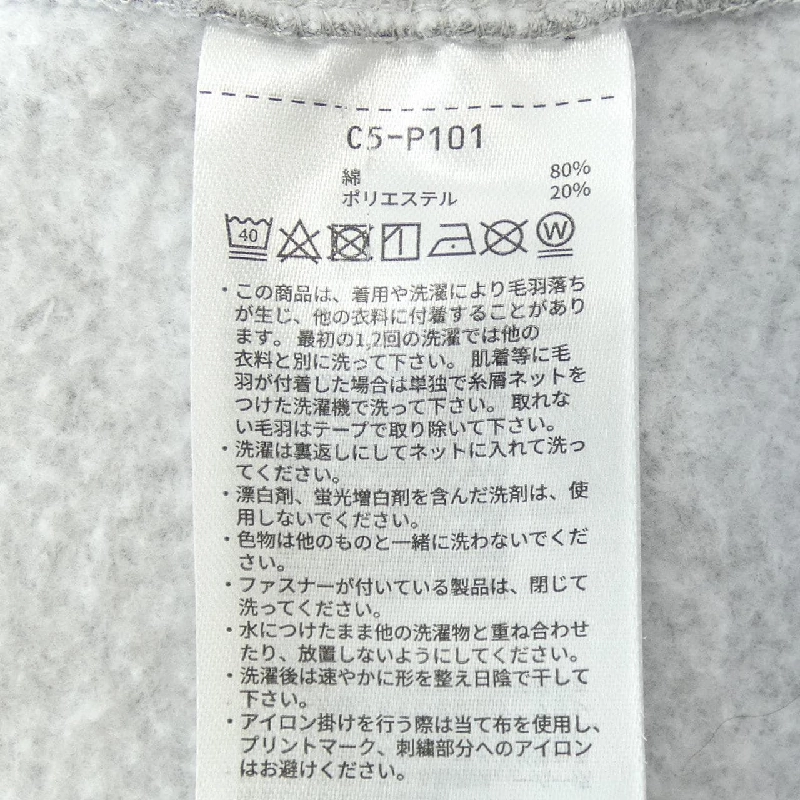 C5-P101
綿 80%
ポリエステル 20%
40
W
・この商品は、着用や洗濯により毛羽落ち
が生じ、他の衣料に付着することがあり
ます。最初の1,2回の洗濯では他の
衣料と別に洗って下さい。肌着等に毛
羽が付着した場合は単独で糸屑ネットを
つけた洗濯機で洗って下さい。取れな
い毛羽はテープで取り除いて下さい。
・洗濯は裏返しにしてネットに入れて洗っ
てください。
・漂白剤、蛍光増白剤を含んだ洗剤は、使
用しないでください。
・色物は他のものと一緒に洗わないでくだ
さい。
・ファスナーが付いている製品は、閉じて
洗ってください。
・水につけたまま他の洗濯物と重ね合わせ
たり、放置しないようにしてください。
・洗濯後は速やかに形を整え日陰で干して
下さい。
・アイロン掛けを行う際は当て布を使用し、
プリントマーク、刺繍部分へのアイロン
はお避けください。